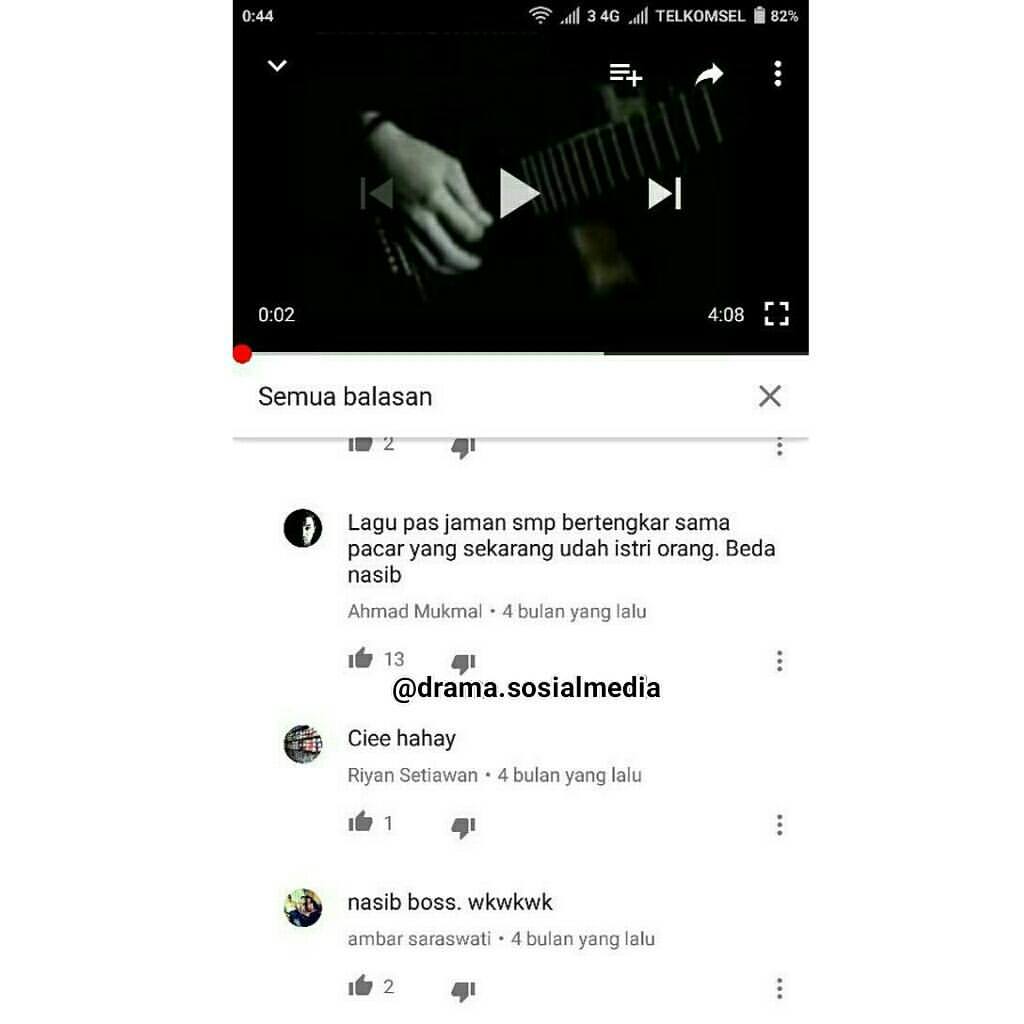 0:44 3 4G TELKOMSEL 82%
0:02 4:08
Semua balasan
2
Lagu pas jaman smp bertengkar sama
pacar yang sekarang udah istri orang. Beda
nasib
Ahmad Mukmal • 4 bulan yang lalu
13
@drama.sosialmedia
Ciee hahay
Riyan Setiawan • 4 bulan yang lalu
1
nasib boss. wkwkwk
ambar saraswati • 4 bulan yang lalu
2